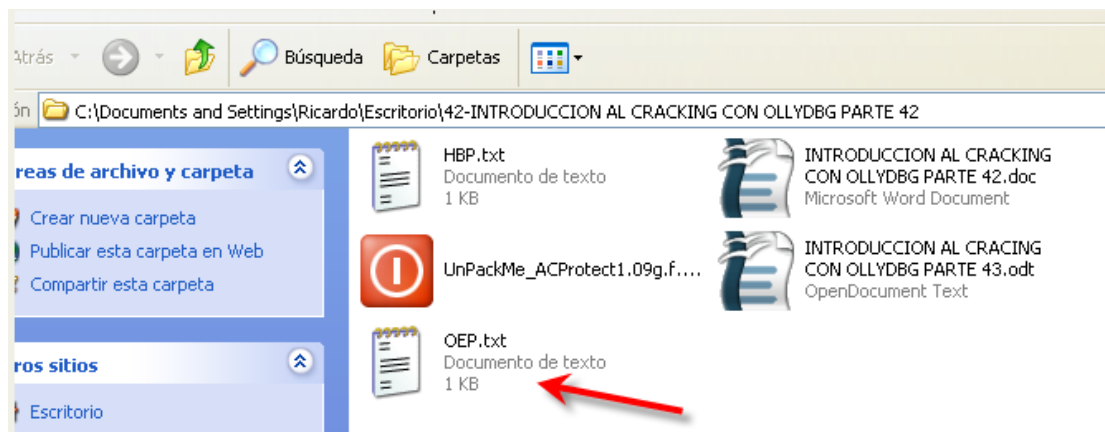 Atrás
Búsqueda
Carpetas
C:\Documents and Settings\Ricardo\Escritorio\42-INTRODUCCION AL CRACKING CON OLLYDBG PARTE 42
reas de archivo y carpeta
Crear nueva carpeta
Publicar esta carpeta en Web
Compartir esta carpeta
ros sitios
Escritorio
HBP.txt
Documento de texto
1 KB
INTRODUCCION AL CRACKING
CON OLLYDBG PARTE 42.doc
Microsoft Word Document
UnPackMe_ACProtect1.09g.f....
INTRODUCCION AL CRACING
CON OLLYDBG PARTE 43.odt
OpenDocument Text
OEP.txt
Documento de texto
1 KB